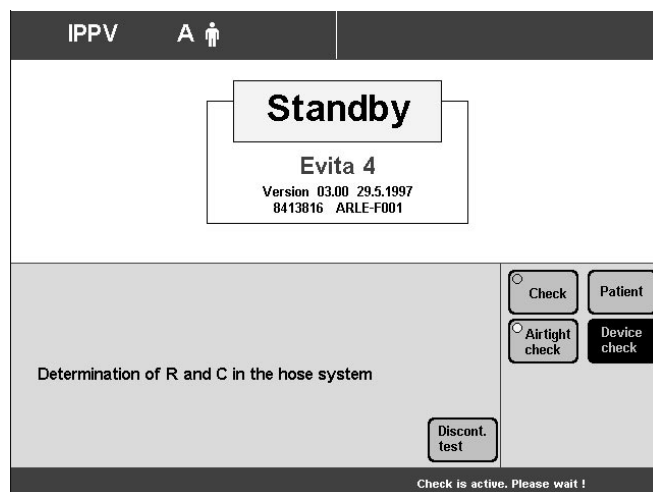 IPPV A
Standby
Evita 4
Version 03.00 29.5.1997
8413816 ARLE-F001
Check
Patient
Airtight
check
Device
check
Determination of R and C in the hose system
Discont.
test
Check is active. Please wait !